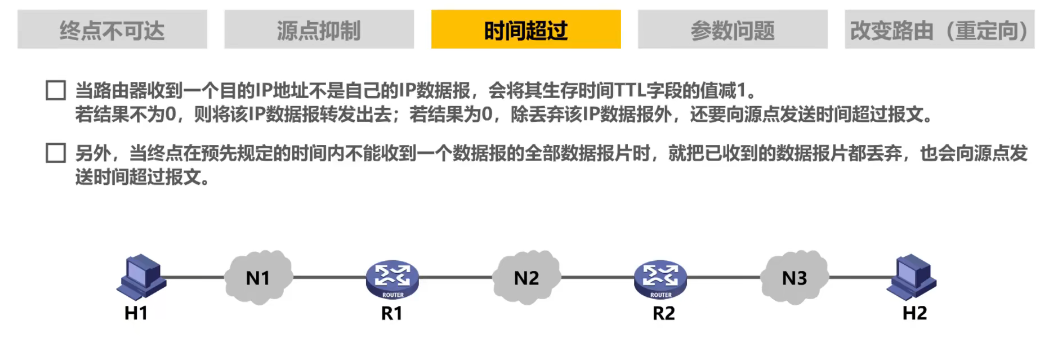 终点不可达
源点抑制
时间超过
参数问题
改变路由（重定向）
当路由器收到一个目的IP地址不是自己的IP数据报，会将其生存时间TTL字段的值减1。
若结果不为0，则将该IP数据报转发出去；若结果为0，除丢弃该IP数据报外，还要向源点发送时间超过报文。
另外，当终点在预先规定的时间内不能收到一个数据报的全部数据报片时，就把已收到的数据报片都丢弃，也会向源点发
送时间超过报文。
N1
N2
N3
ROUTER
ROUTER
H1
R1
R2
H2